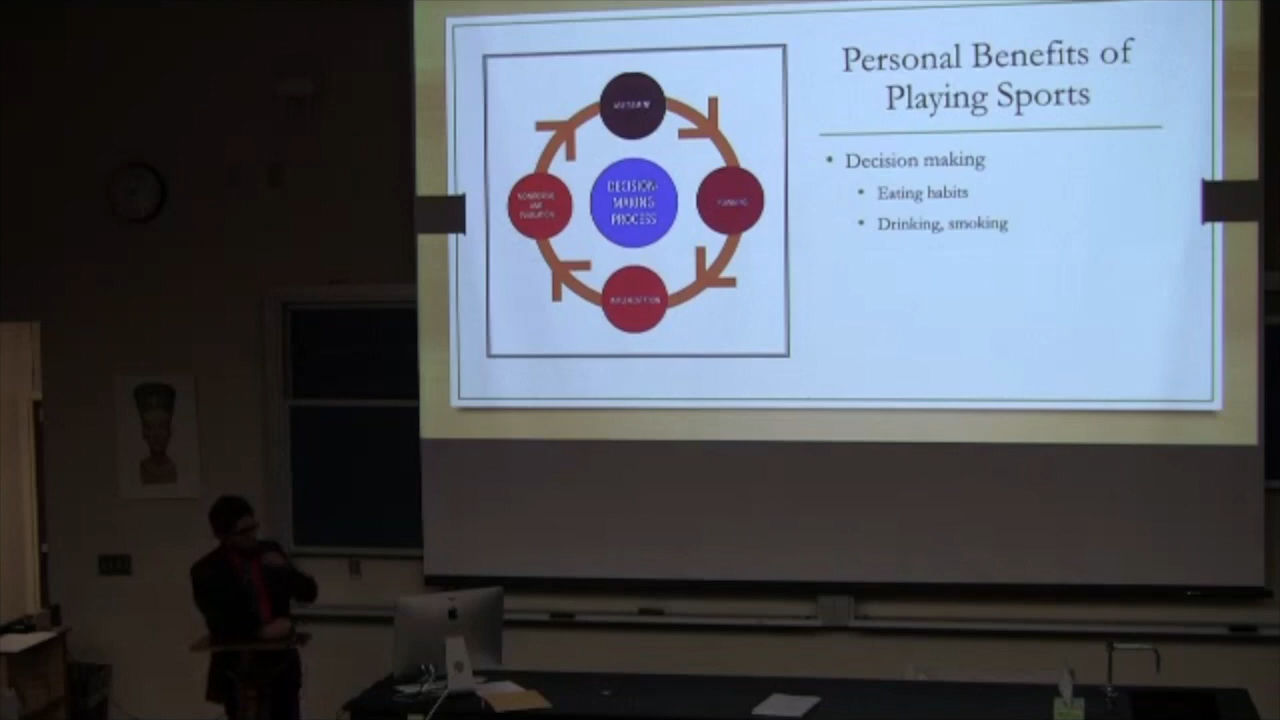 Personal Benefits of
Playing Sports
• Decision making
• Eating habits
• Drinking, smoking
DECISION-
MAKING
PROCESS